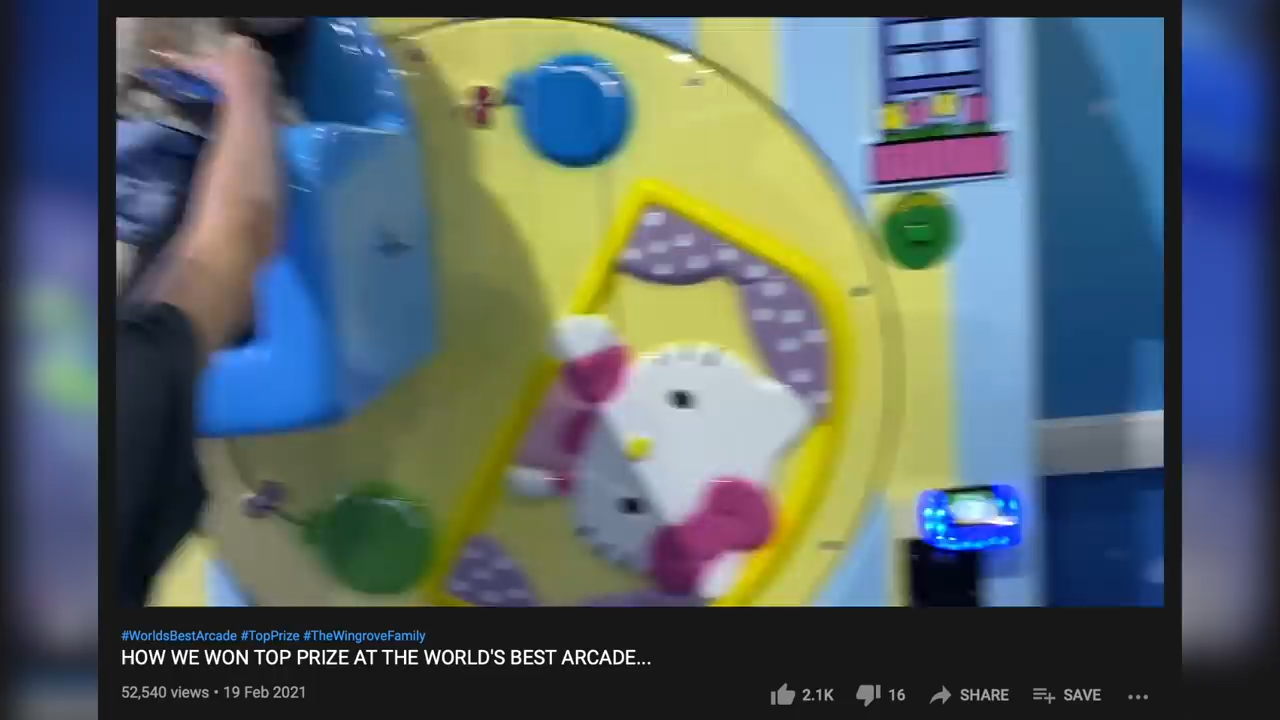 #WorldsBestArcade #TopPrize #TheWingroveFamily
HOW WE WON TOP PRIZE AT THE WORLD'S BEST ARCADE...
52,540 views • 19 Feb 2021 2.1K 16 SHARE SAVE